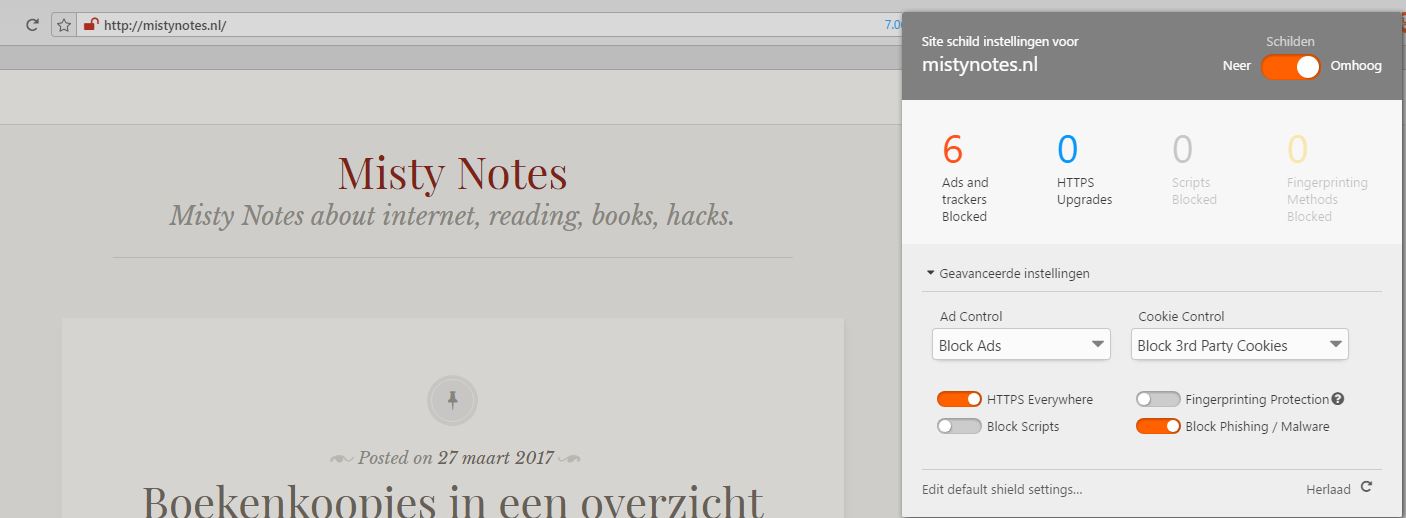 http://mistynotes.nl/
Misty Notes
Misty Notes about internet, reading, books, hacks.
Posted on 27 maart 2017
Boekenkoopjes in een overzicht
Site schild instellingen voor
mistynotes.nl
Schilden
Neer Omhoog
6
Ads and
trackers
Blocked
0
HTTPS
Upgrades
0
Scripts
Blocked
0
Fingerprinting
Methods
Blocked
Geavanceerde instellingen
Ad Control
Block Ads
Cookie Control
Block 3rd Party Cookies
HTTPS Everywhere
Fingerprinting Protection
Block Scripts
Block Phishing / Malware
Edit default shield settings...
Herlaad